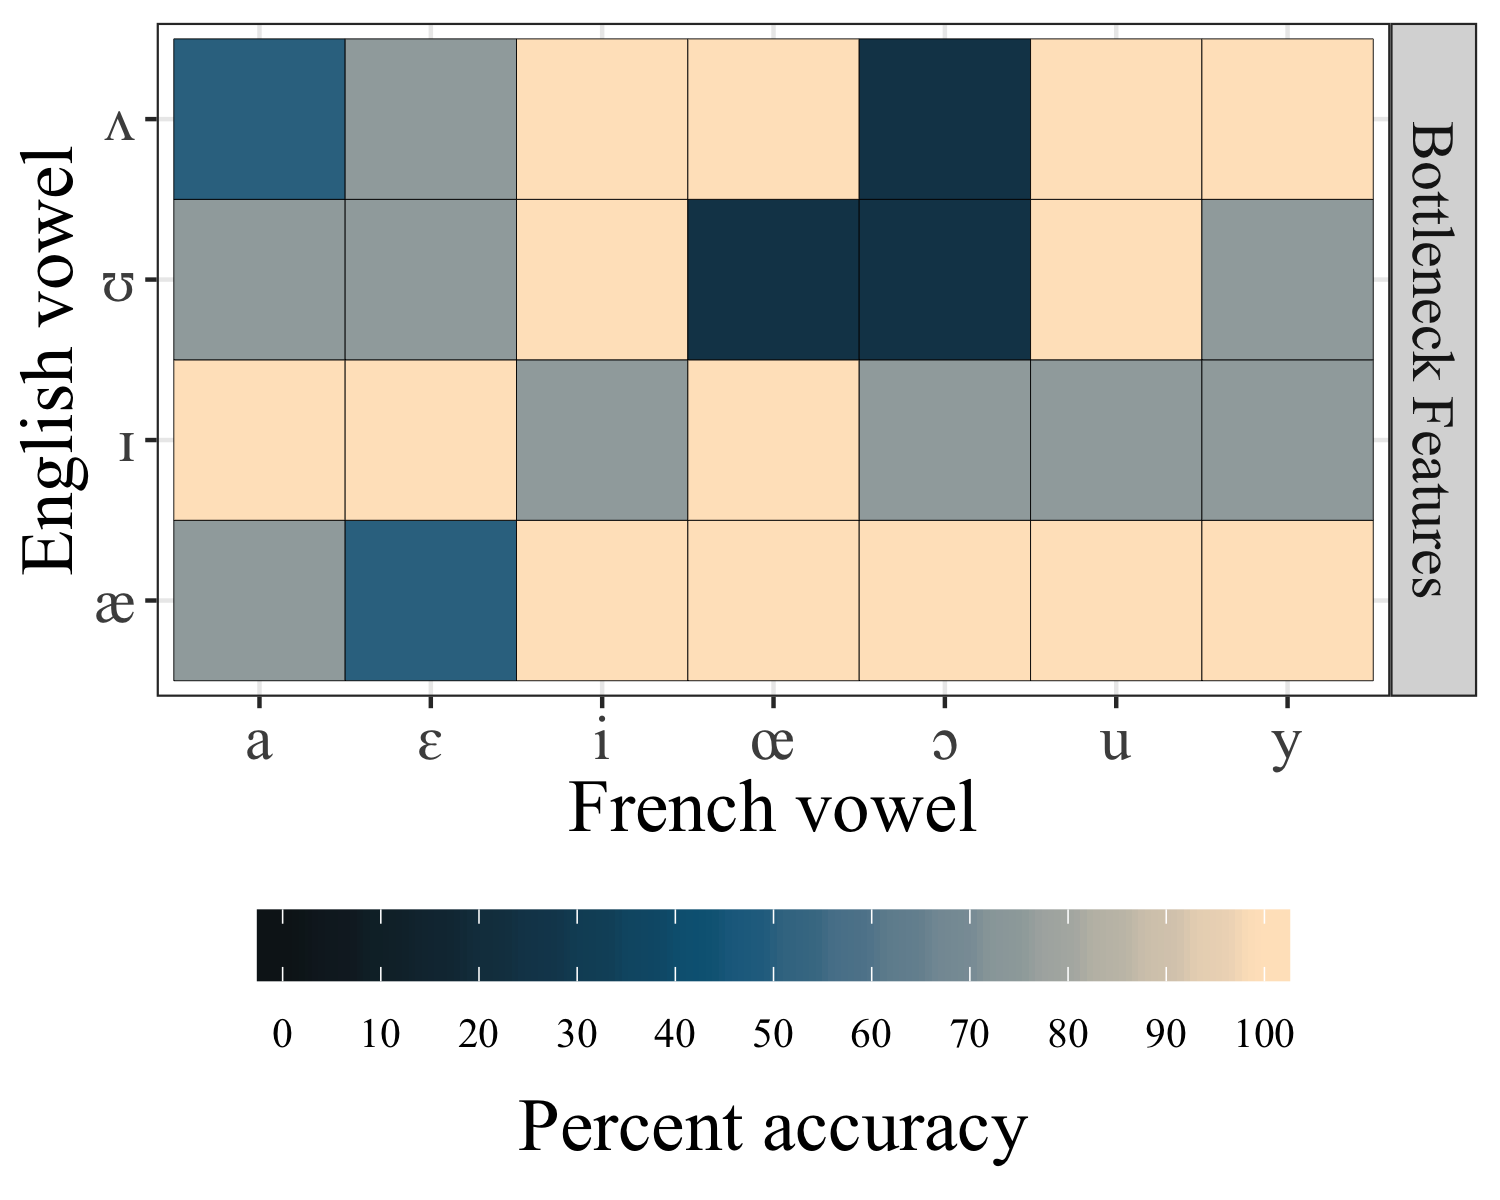 English vowel
ʌ
ʊ
ɪ
æ
Bottleneck Features
a ɛ i œ ɔ u y
French vowel
0 10 20 30 40 50 60 70 80 90 100
Percent accuracy